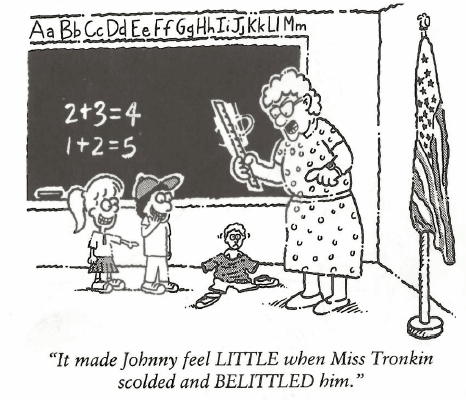 Aa Bb Cc Dd Ee Ff Gg Hh Ii Jj Kk Ll Mm
2+3=4
1+2=5
"It made Johnny feel LITTLE when Miss Tronkin
scolded and BELITTLED him."